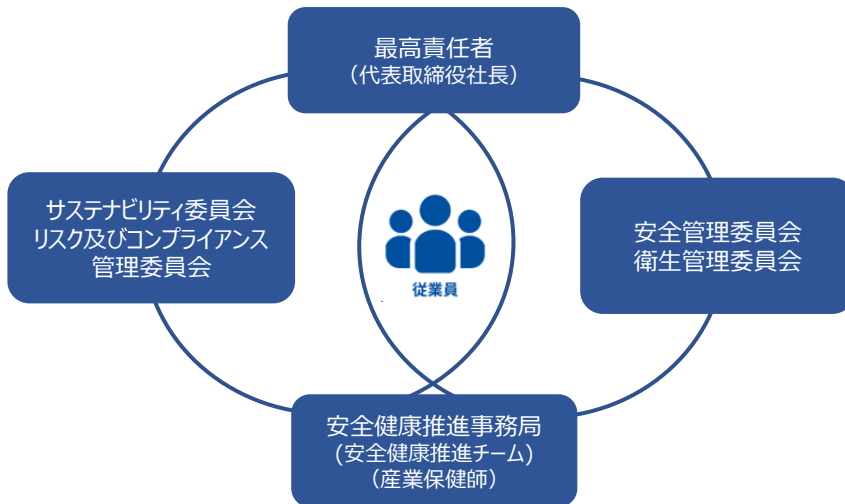 最高責任者
（代表取締役社長）
サステナビリティ委員会
リスク及びコンプライアンス
管理委員会
安全管理委員会
衛生管理委員会
従業員
安全健康推進事務局
(安全健康推進チーム)
（産業保健師）